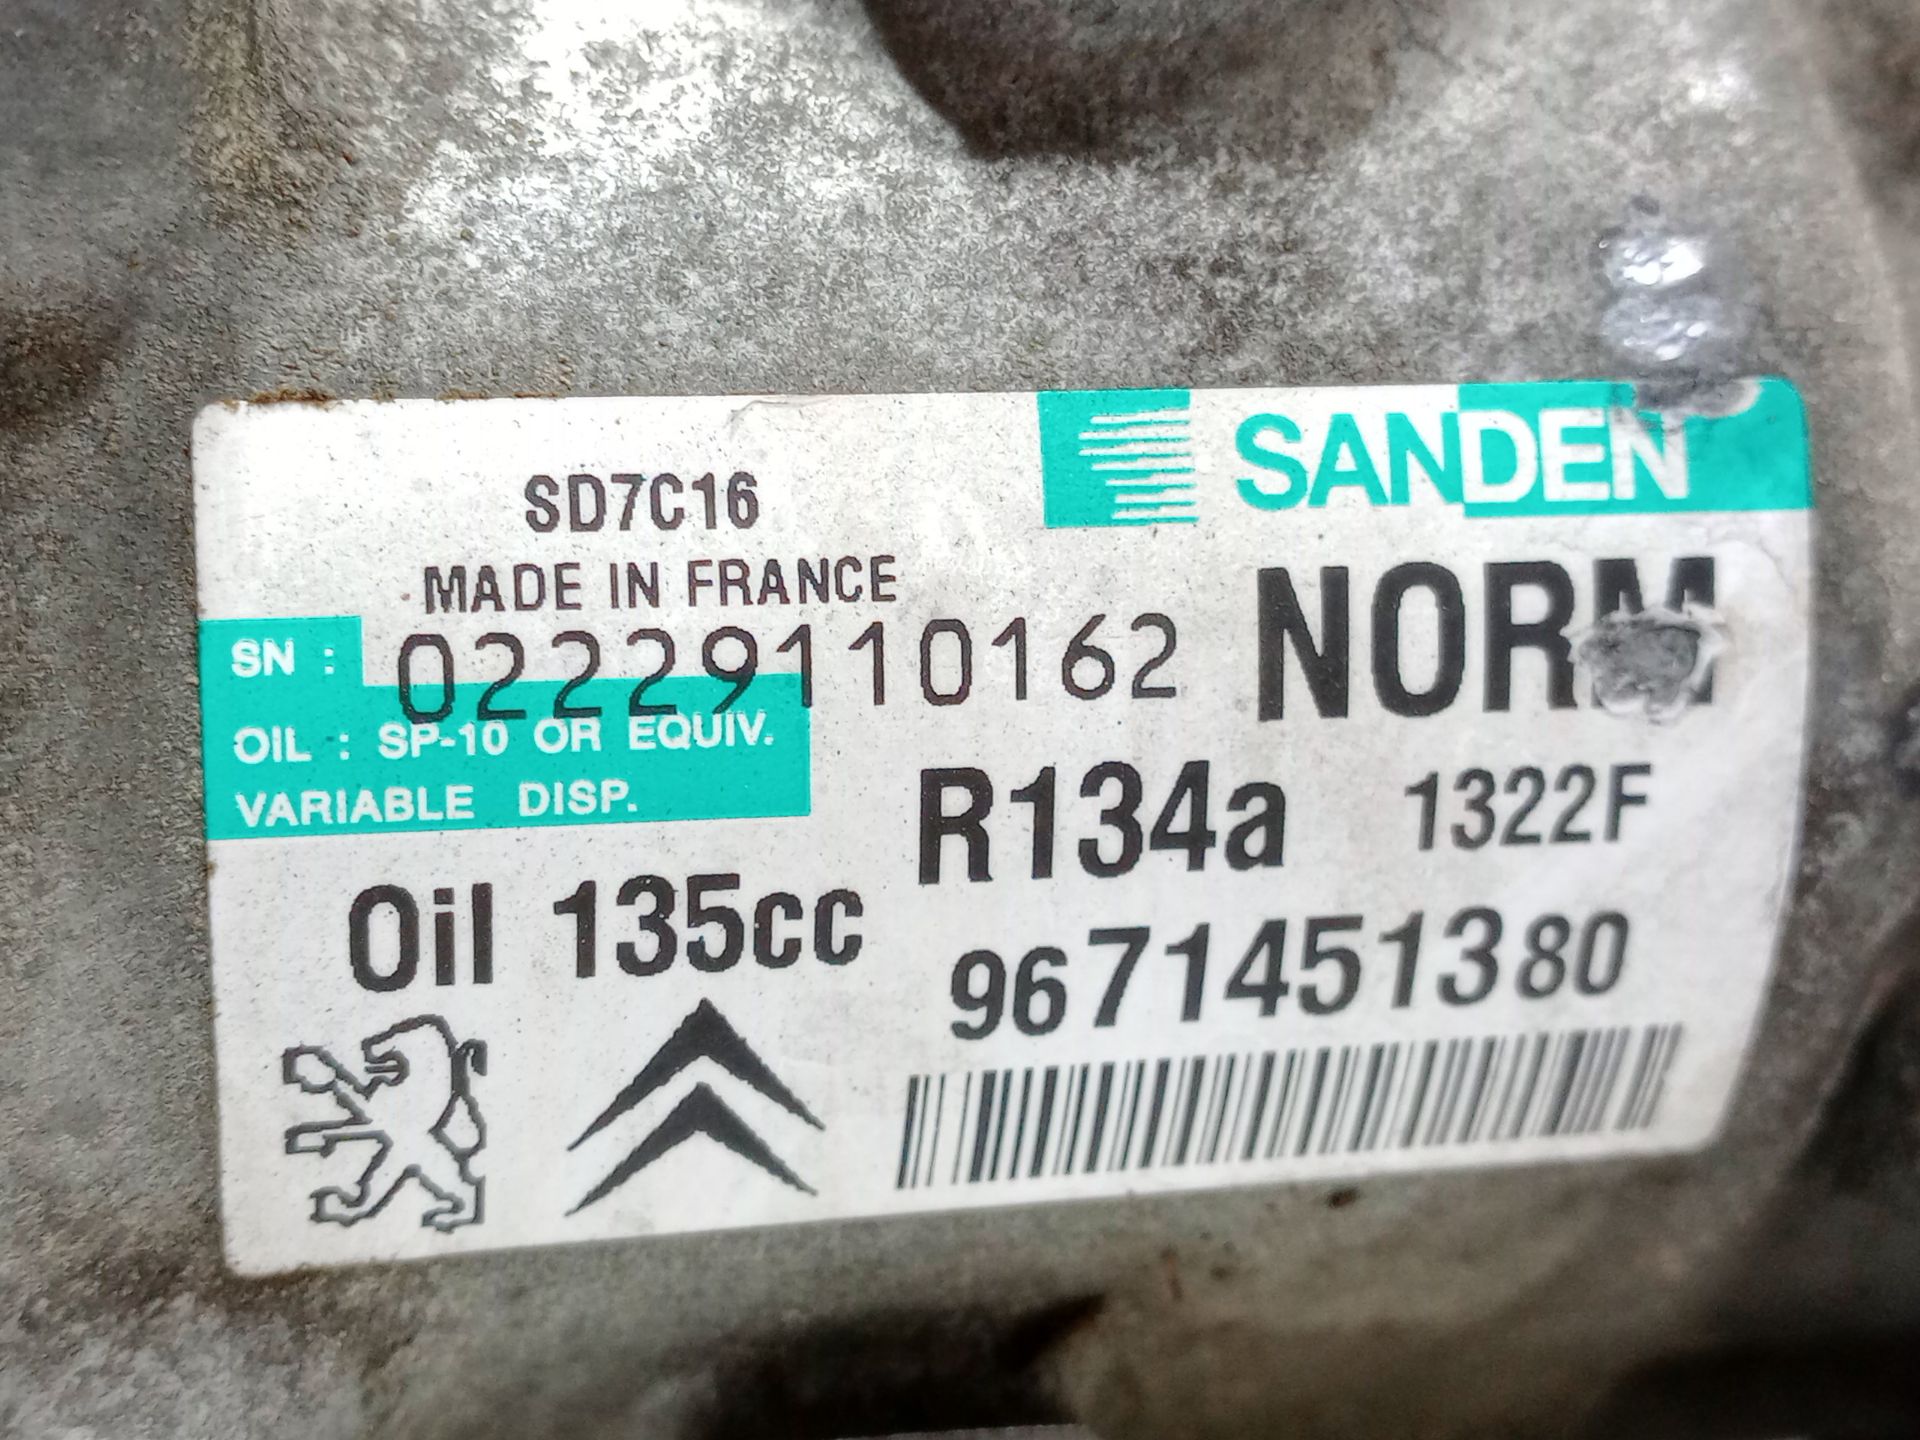 SANDEN
SD7C16
MADE IN FRANCE
SN : 02229110162
NORM
OIL : SP-10 OR EQUIV.
VARIABLE DISP.
R134a 1322F
Oil 135cc
9671451380